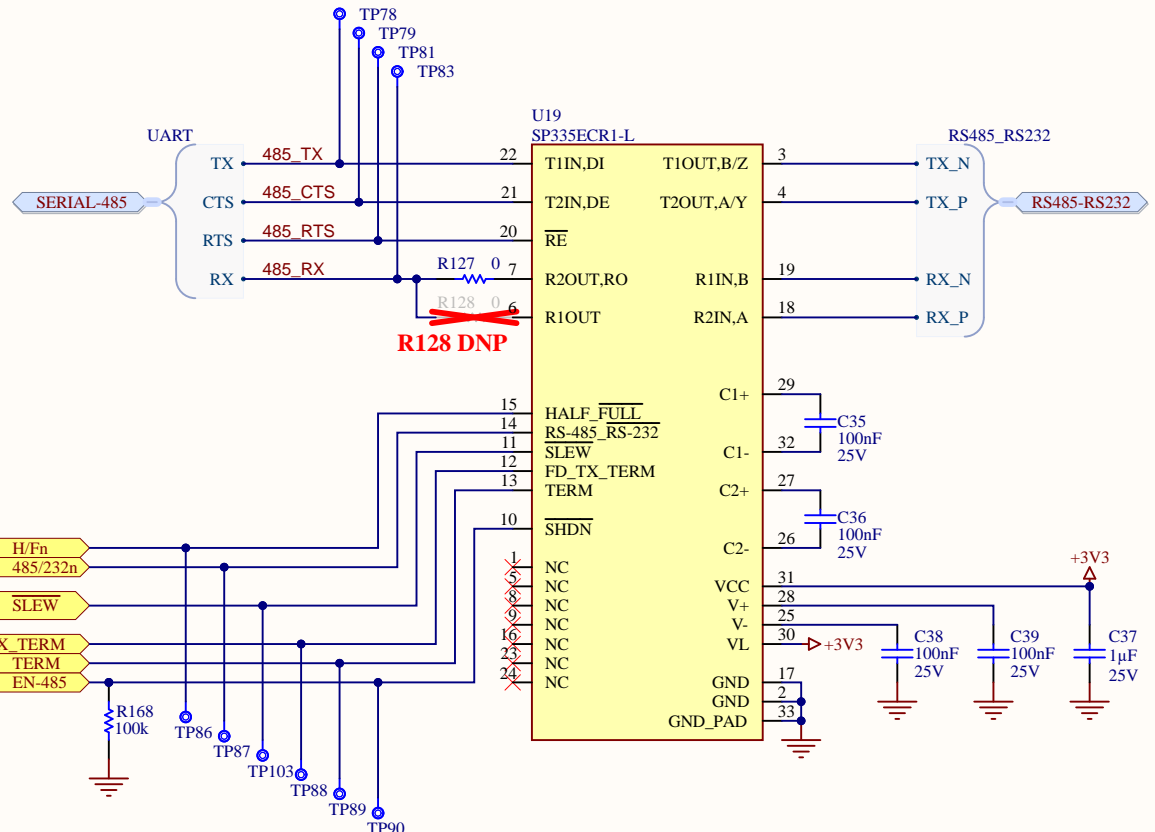 TP78
TP79
TP81
TP83
UART
TX
CTS
RTS
RX
SERIAL-485
485_TX
485_CTS
485_RTS
485_RX
R127 0
R128 0
R128 DNP
U19
SP335ECR1-L
22 T1IN,DI
21 T2IN,DE
20 RE
7 R2OUT,RO
6 R1OUT
15 HALF_FULL
14 RS-485_RS-232
11 SLEW
12 FD_TX_TERM
13 TERM
10 SHDN
1 NC
5 NC
8 NC
9 NC
16 NC
23 NC
24 NC
T1OUT,B/Z 3
T2OUT,A/Y 4
R1IN,B 19
R2IN,A 18
C1+ 29
C1- 32
C2+ 27
C2- 26
VCC 31
V+ 28
V- 25
VL 30
GND 17
GND 2
GND_PAD 33
RS485_RS232
TX_N
TX_P
RX_N
RX_P
RS485-RS232
C35
100nF
25V
C36
100nF
25V
+3V3
+3V3
C38
100nF
25V
C39
100nF
25V
C37
1µF
25V
H/Fn
485/232n
SLEW
X_TERM
TERM
EN-485
R168
100k
TP86
TP87
TP103
TP88
TP89
TP90